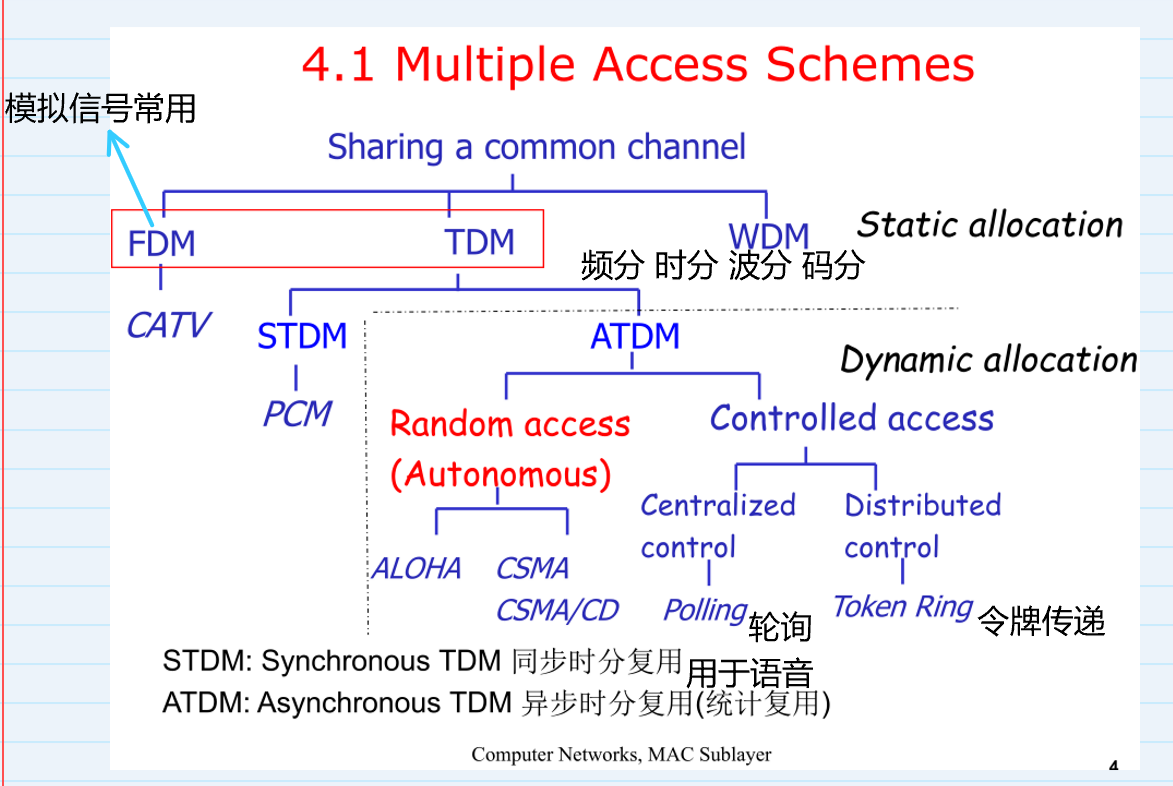 4.1 Multiple Access Schemes
模拟信号常用
Sharing a common channel
FDM TDM WDM Static allocation
频分 时分 波分 码分
CATV STDM ATDM
Dynamic allocation
PCM Random access Controlled access
(Autonomous)
Centralized Distributed
control control
ALOHA CSMA
CSMA/CD Polling Token Ring
轮询 令牌传递
STDM: Synchronous TDM 同步时分复用 用于语音
ATDM: Asynchronous TDM 异步时分复用(统计复用)
Computer Networks, MAC Sublayer
4